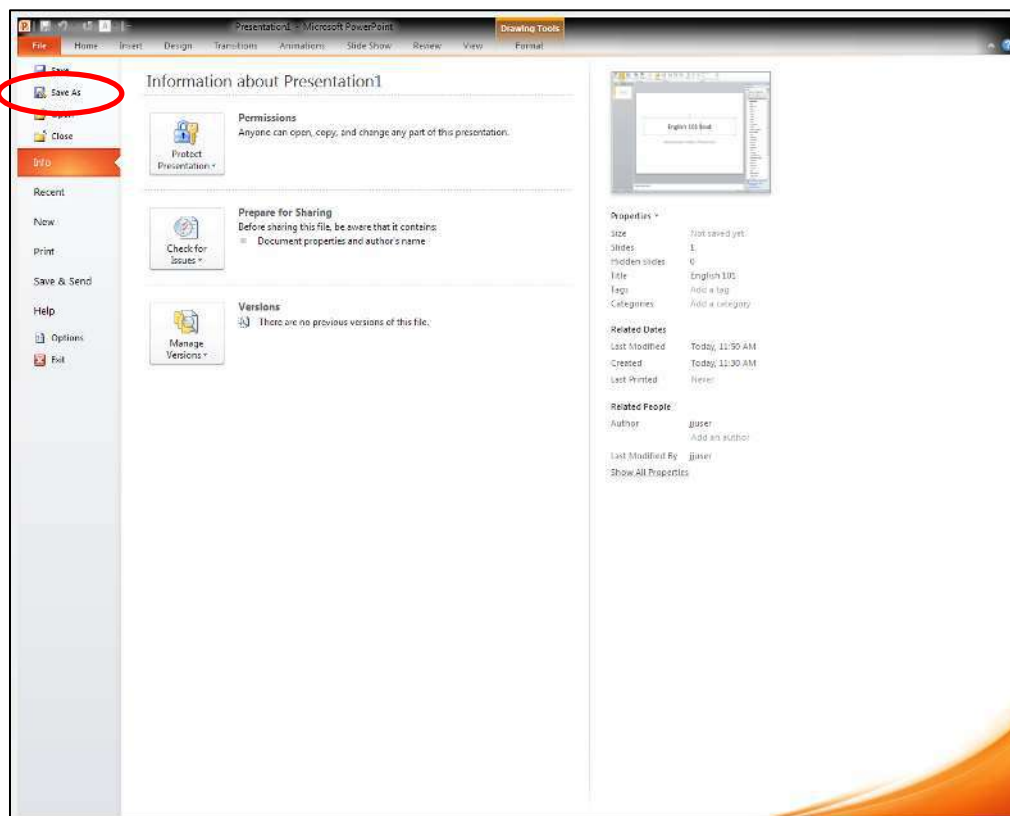 Presentation1 - Microsoft PowerPoint
Drawing Tools
File Home Insert Design Transitions Animations Slide Show Review View Format
Save
Save As
Open
Close
Info
Recent
New
Print
Save & Send
Help
Options
Exit
Information about Presentation1
Protect
Presentation
Permissions
Anyone can open, copy, and change any part of this presentation.
Check for
Issues
Prepare for Sharing
Before sharing this file, be aware that it contains:
Document properties and author's name
Manage
Versions
Versions
There are no previous versions of this file.
English 101
Properties
Size Not saved yet
Slides 1
Hidden slides 0
Title English 101
Tags Add a tag
Categories Add a category
Related Dates
Last Modified Today, 11:50 AM
Created Today, 11:30 AM
Last Printed Never
Related People
Author jjuser
Add an author
Last Modified By jjuser
Show All Properties